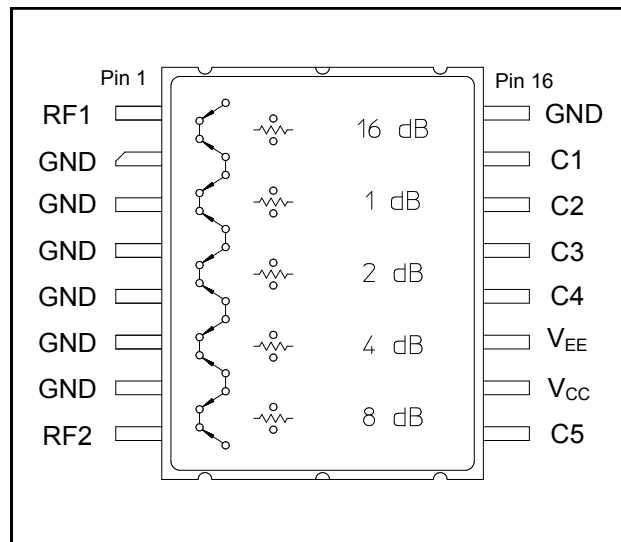 Pin 1
Pin 16
RF1
16 dB
GND
GND
C1
GND
1 dB
C2
GND
C3
GND
2 dB
C4
GND
4 dB
VEE
GND
VCC
RF2
8 dB
C5